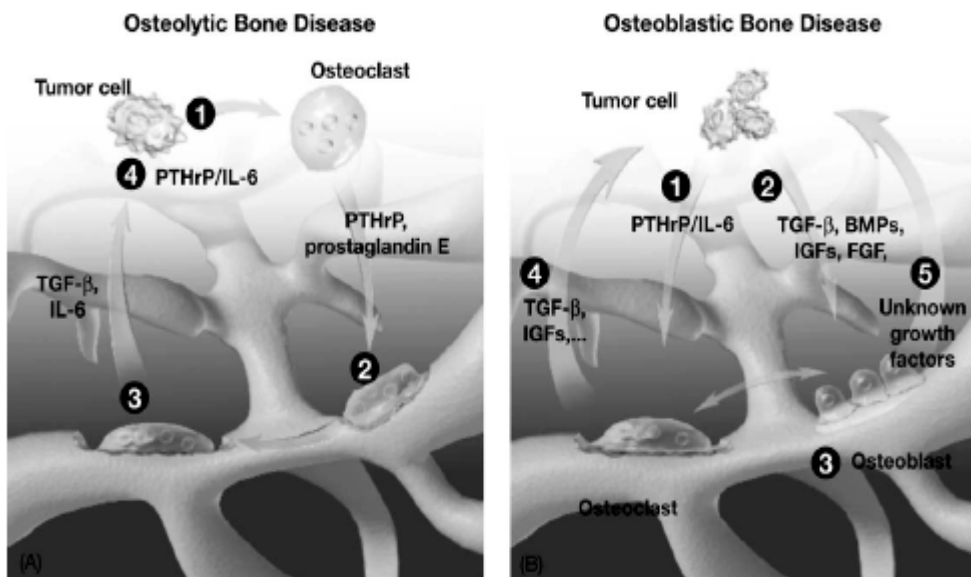 Osteolytic Bone Disease
Tumor cell
1
Osteoclast
4 PTHrP/IL-6
PTHrP,
prostaglandin E
TGF-β,
IL-6
2
3
(A)
Osteoblastic Bone Disease
Tumor cell
1
2
PTHrP/IL-6
TGF-β, BMPs,
IGFs, FGF,
4
TGF-β,
IGFs,...
5
Unknown
growth
factors
3 Osteoblast
Osteoclast
(B)